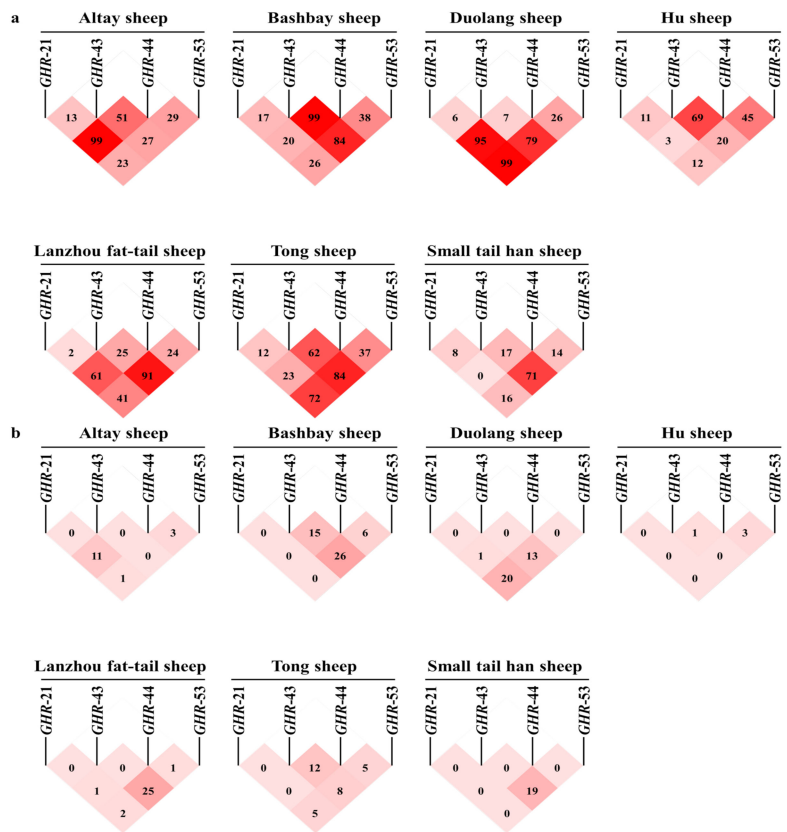 a
Altay sheep Bashbay sheep Duolang sheep Hu sheep
GHR-21 GHR-43 GHR-44 GHR-53 GHR-21 GHR-43 GHR-44 GHR-53 GHR-21 GHR-43 GHR-44 GHR-53 GHR-21 GHR-43 GHR-44 GHR-53
13 51 29 17 99 38 6 7 26 11 69 45
99 27 20 84 95 79 3 20
23 26 99 12
Lanzhou fat-tail sheep Tong sheep Small tail han sheep
GHR-21 GHR-43 GHR-44 GHR-53 GHR-21 GHR-43 GHR-44 GHR-53 GHR-21 GHR-43 GHR-44 GHR-53
2 25 24 12 62 37 8 17 14
61 91 23 84 0 71
41 72 16
b
Altay sheep Bashbay sheep Duolang sheep Hu sheep
GHR-21 GHR-43 GHR-44 GHR-53 GHR-21 GHR-43 GHR-44 GHR-53 GHR-21 GHR-43 GHR-44 GHR-53 GHR-21 GHR-43 GHR-44 GHR-53
0 0 3 0 15 6 0 0 0 0 1 3
11 0 0 26 1 13 0 0
1 0 20 0
Lanzhou fat-tail sheep Tong sheep Small tail han sheep
GHR-21 GHR-43 GHR-44 GHR-53 GHR-21 GHR-43 GHR-44 GHR-53 GHR-21 GHR-43 GHR-44 GHR-53
0 0 1 0 12 5 0 0 0
1 25 0 8 0 19
2 5 0